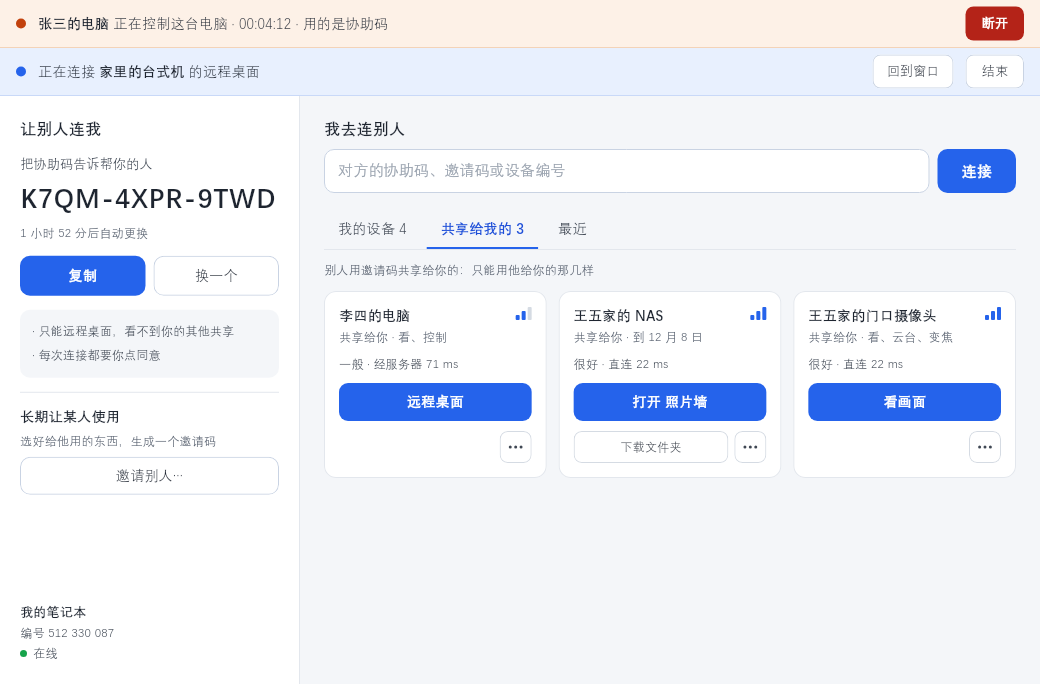 张三的电脑 正在控制这台电脑 · 00:04:12 · 用的是协助码
断开
正在连接 家里的台式机 的远程桌面
回到窗口
结束
让别人连我
把协助码告诉帮你的人
K7QM-4XPR-9TWD
1 小时 52 分后自动更换
复制
换一个
· 只能远程桌面，看不到你的其他共享
· 每次连接都要你点同意
长期让某人使用
选好给他用的东西，生成一个邀请码
邀请别人…
我的笔记本
编号 512 330 087
在线
我去连别人
对方的协助码、邀请码或设备编号
连接
我的设备 4
共享给我的 3
最近
别人用邀请码共享给你的：只能用他给你的那几样
李四的电脑
共享给你 · 看、控制
一般 · 经服务器 71 ms
远程桌面
王五家的 NAS
共享给你 · 到 12 月 8 日
很好 · 直连 22 ms
打开 照片墙
下载文件夹
王五家的门口摄像头
共享给你 · 看、云台、变焦
很好 · 直连 22 ms
看画面